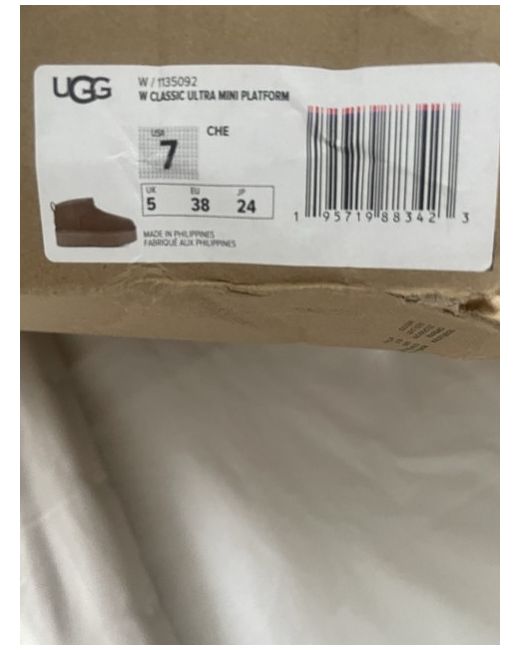 UGG
W / 1135092
W CLASSIC ULTRA MINI PLATFORM
USA
7
CHE
UK EU JP
5 38 24
MADE IN PHILIPPINES
FABRIQUÉ AUX PHILIPPINES
1 95719 88342 3